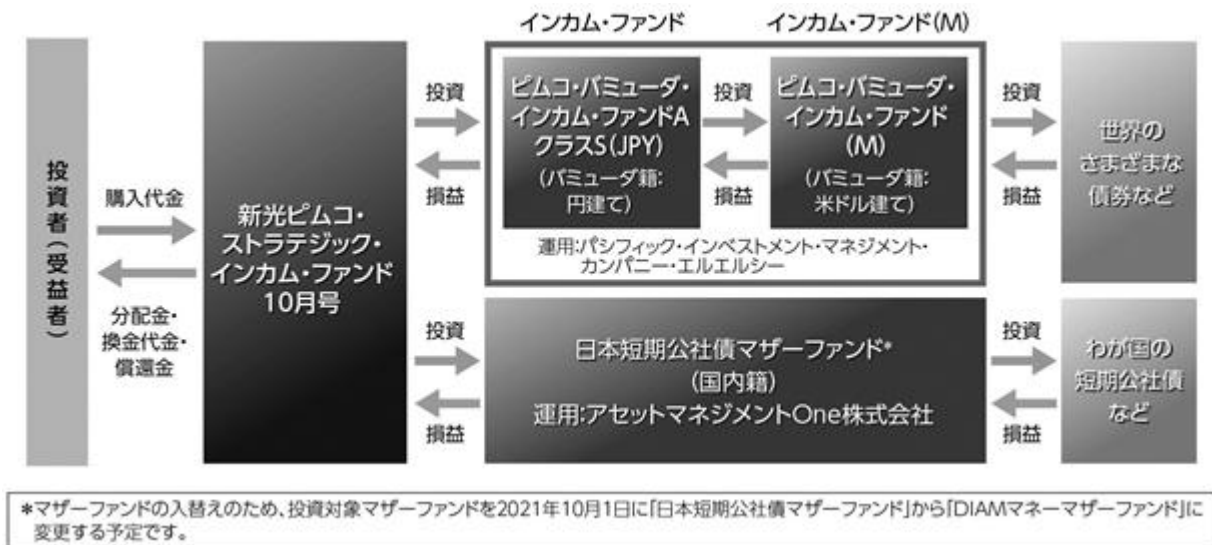 インカム・ファンド
インカム・ファンド(M)
投資者(受益者)
購入代金
分配金・
換金代金・
償還金
新光ピムコ・
ストラテジック・
インカム・ファンド
10月号
投資
損益
ピムコ・バミューダ・
インカム・ファンドA
クラスS(JPY)
(バミューダ籍:
円建て)
投資
損益
ピムコ・バミューダ・
インカム・ファンド
(M)
(バミューダ籍:
米ドル建て)
運用:パシフィック・インベストメント・マネジメント・
カンパニー・エルエルシー
投資
損益
世界の
さまざまな
債券など
投資
損益
日本短期公社債マザーファンド*
(国内籍)
運用:アセットマネジメントOne株式会社
投資
損益
わが国の
短期公社債
など
*マザーファンドの入替えのため、投資対象マザーファンドを2021年10月1日に「日本短期公社債マザーファンド」から「DIAMマネーマザーファンド」に
変更する予定です。